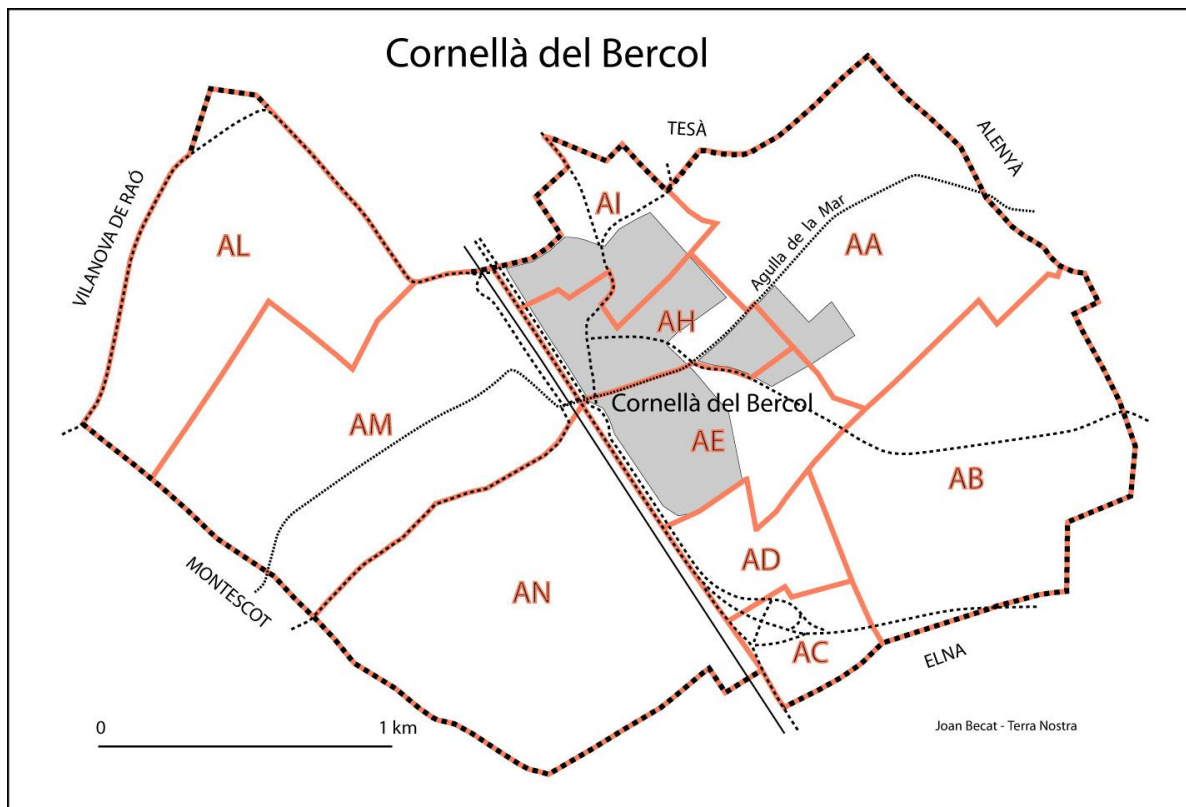 Cornellà del Bercol
TESÀ
ALENYÀ
VILANOVA DE RAÓ
AI
Agulla de la Mar
AL
AA
AH
Cornellà del Bercol
AM
AE
AB
AD
MONTESCOT
AN
AC
ELNA
0 1 km
Joan Becat - Terra Nostra